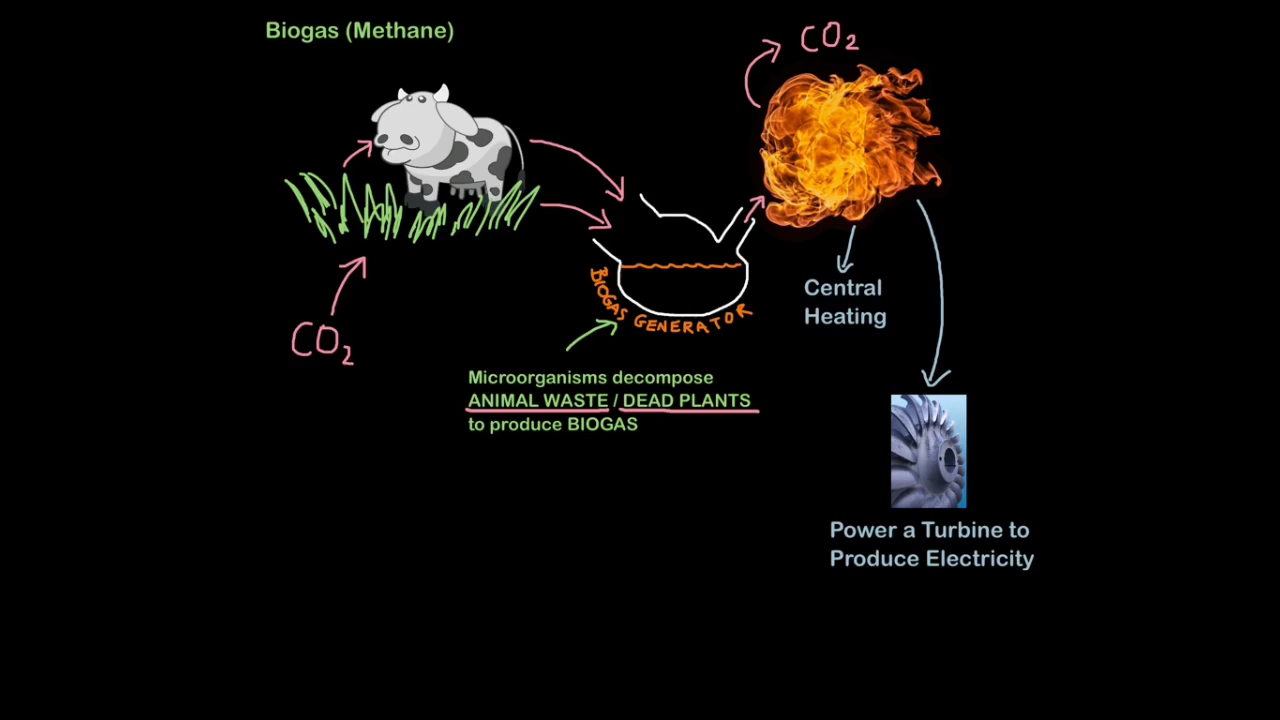 Biogas (Methane)
CO2
CO2
BIOGAS GENERATOR
Central
Heating
Microorganisms decompose
ANIMAL WASTE / DEAD PLANTS
to produce BIOGAS
Power a Turbine to
Produce Electricity